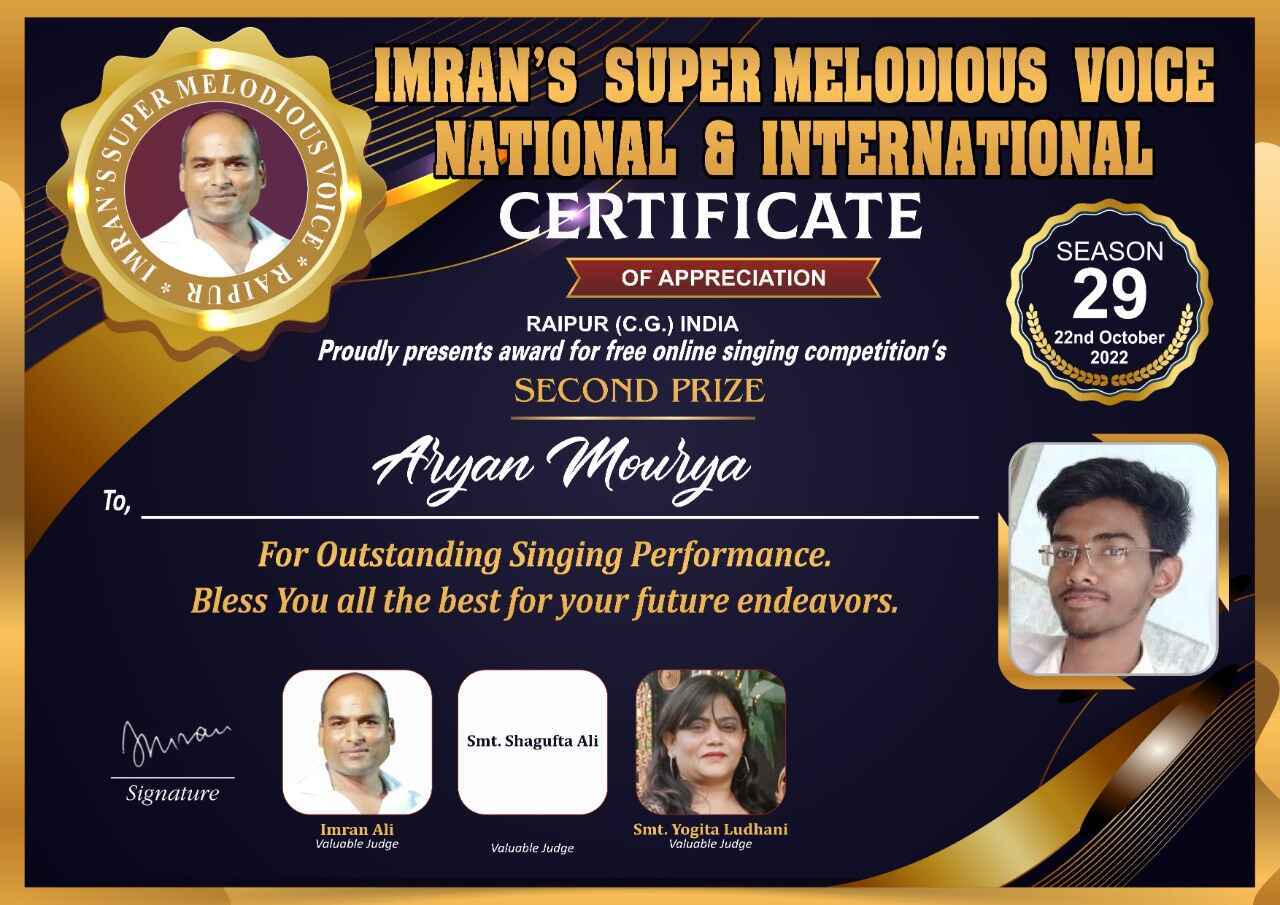 IMRAN'S SUPER MELODIOUS VOICE
* RAIPUR *
IMRAN'S SUPER MELODIOUS VOICE
NATIONAL & INTERNATIONAL
CERTIFICATE
OF APPRECIATION
SEASON
29
22nd October
2022
RAIPUR (C.G.) INDIA
Proudly presents award for free online singing competition's
SECOND PRIZE
Aryan Mourya
To,
For Outstanding Singing Performance.
Bless You all the best for your future endeavors.
Imran
Signature
Smt. Shagufta Ali
Imran Ali
Valuable Judge
Valuable Judge
Smt. Yogita Ludhani
Valuable Judge